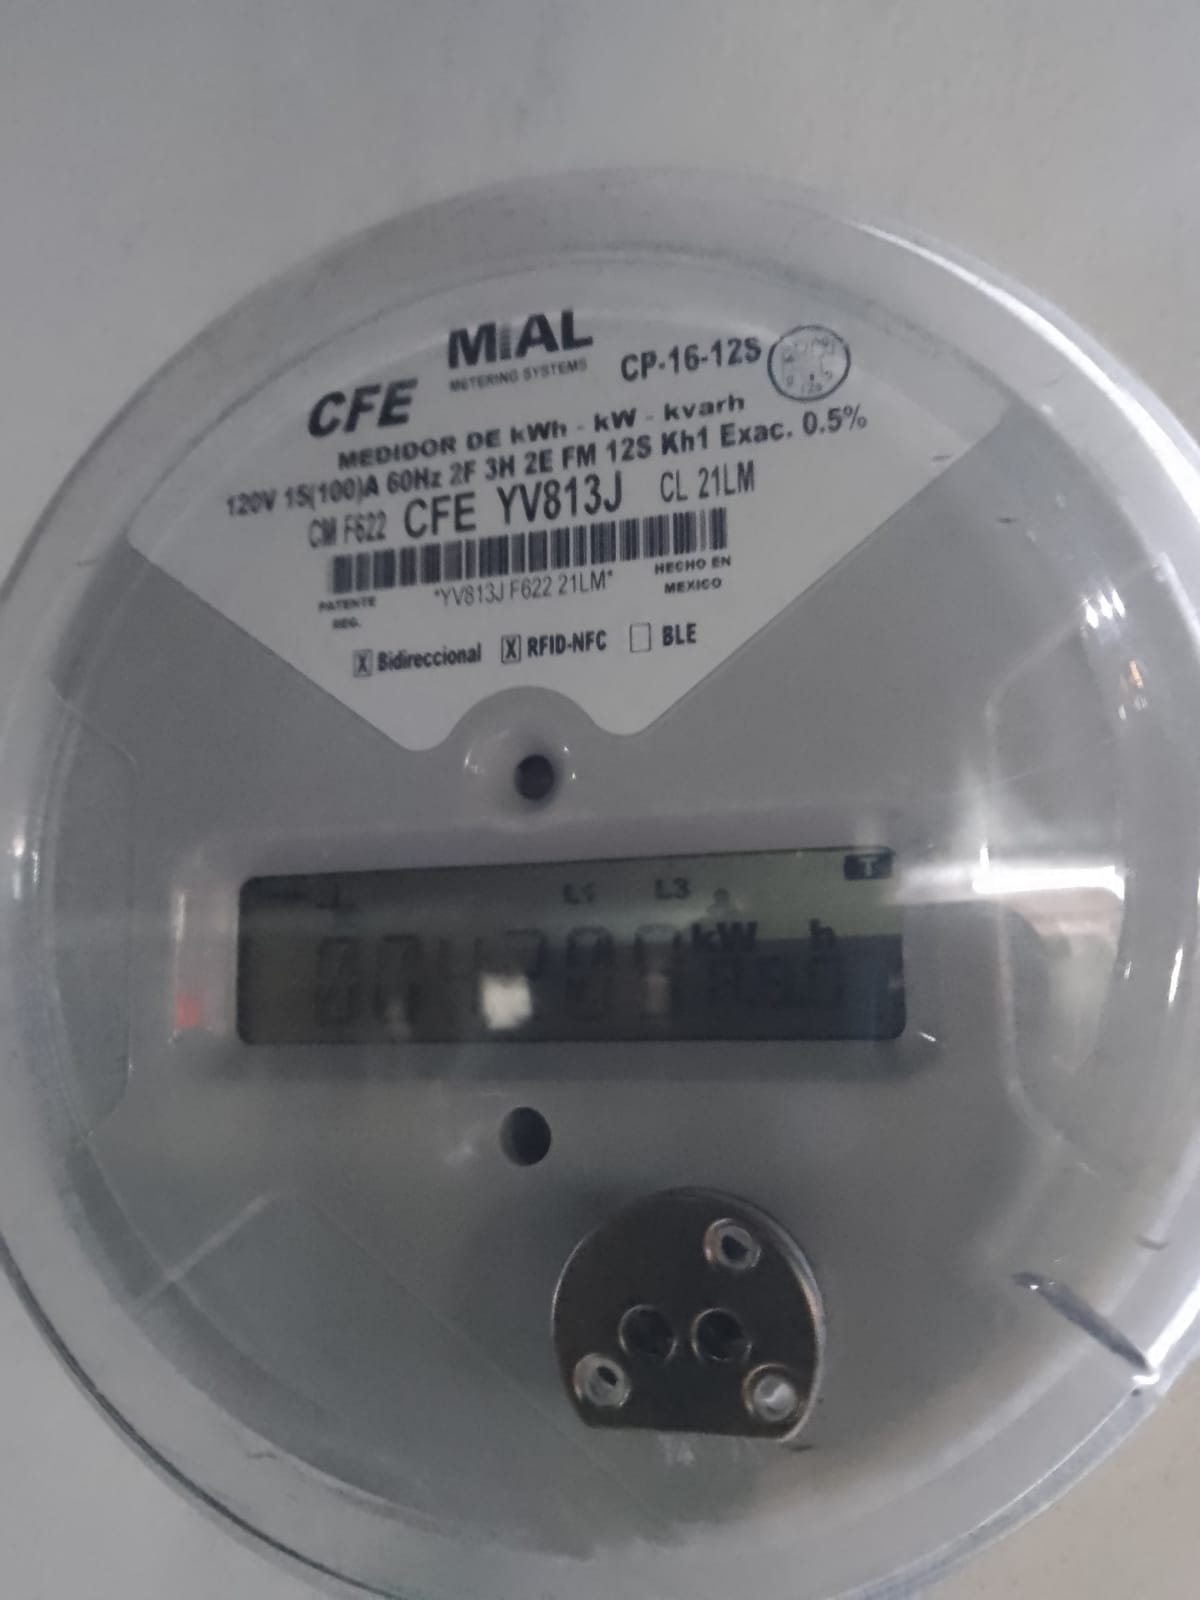 MIAL
METERING SYSTEMS
CFE
CP-16-12S
MEDIDOR DE kWh - kW - kvarh
120V 15(100)A 60Hz 2F 3H 2E FM 12S Kh1 Exac. 0.5%
CM F622 CFE YV813J CL 21LM
*YV813J F622 21LM*
PATENTE REG.
HECHO EN MEXICO
X Bidireccional X RFID-NFC BLE
L1 L3 T
kW h